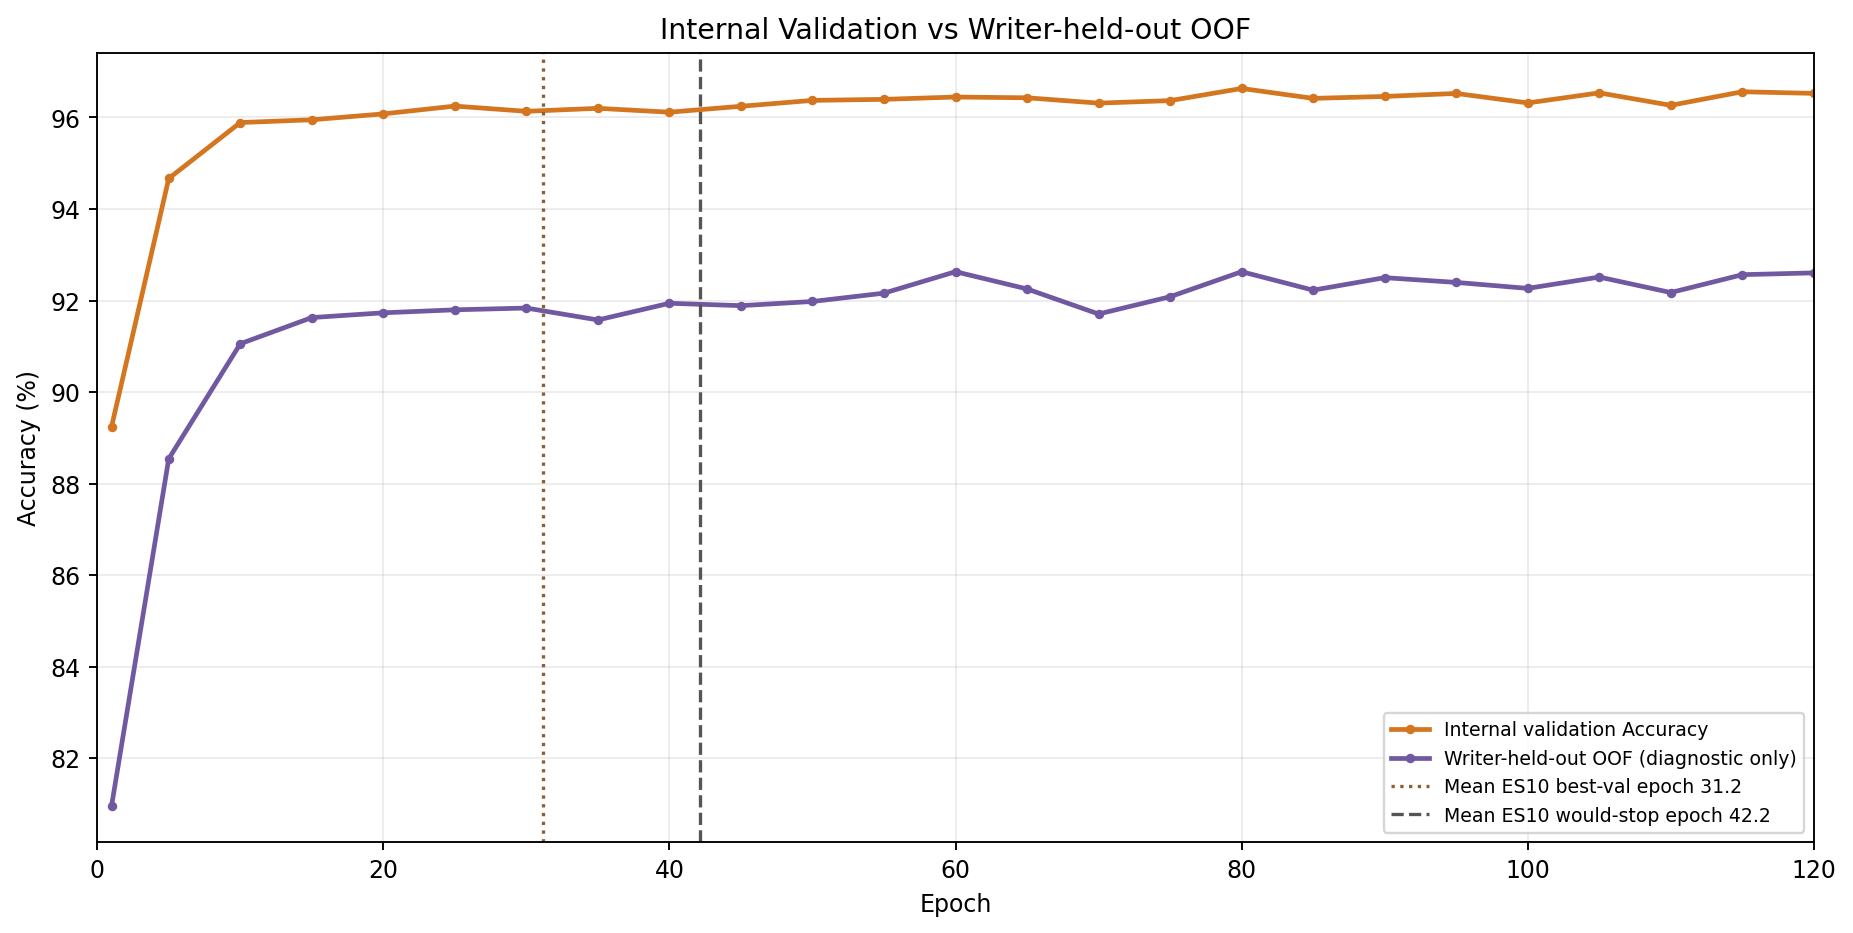 Internal Validation vs Writer-held-out OOF
Accuracy (%)
96
94
92
90
88
86
84
82
0 20 40 60 80 100 120
Epoch
Internal validation Accuracy
Writer-held-out OOF (diagnostic only)
Mean ES10 best-val epoch 31.2
Mean ES10 would-stop epoch 42.2